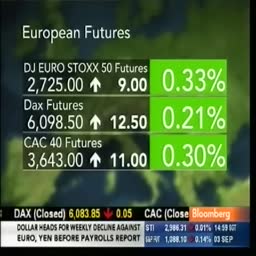 European Futures
DJ EURO STOXX 50 Futures
2,725.00 ↑ 9.00 0.33%
Dax Futures
6,098.50 ↑ 12.50 0.21%
CAC 40 Futures
3,643.00 ↑ 11.00 0.30%
DAX (Closed) 6,083.85 ↓ 0.05 CAC (Close
Bloomberg
DOLLAR HEADS FOR WEEKLY DECLINE AGAINST
EURO, YEN BEFORE PAYROLLS REPORT
STI 2,986.31 0.01% 14:59 SGT
S&P FUT 1,088.10 0.14% 03 SEP